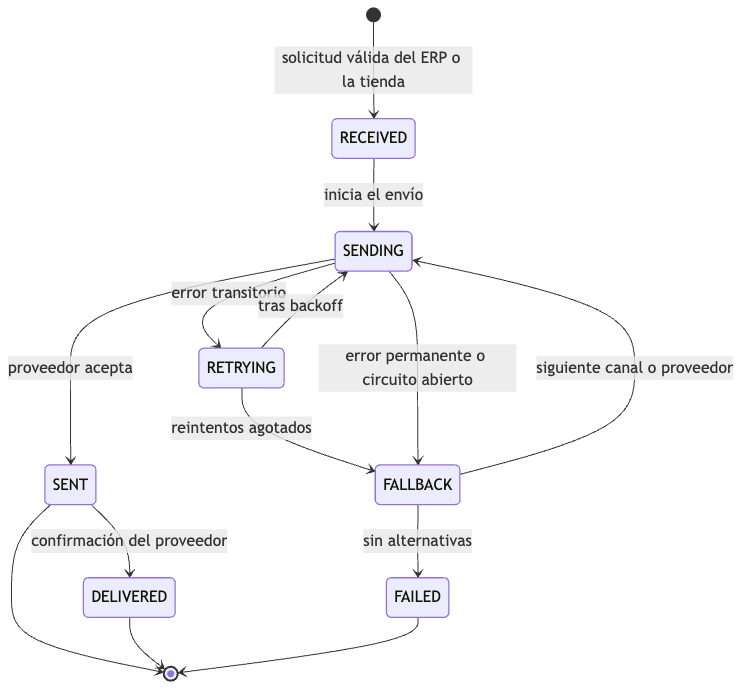 solicitud válida del ERP o
la tienda
RECEIVED
inicia el envío
SENDING
error transitorio
tras backoff
proveedor acepta
RETRYING
error permanente o
circuito abierto
siguiente canal o proveedor
reintentos agotados
SENT
FALLBACK
confirmación del proveedor
sin alternativas
DELIVERED
FAILED